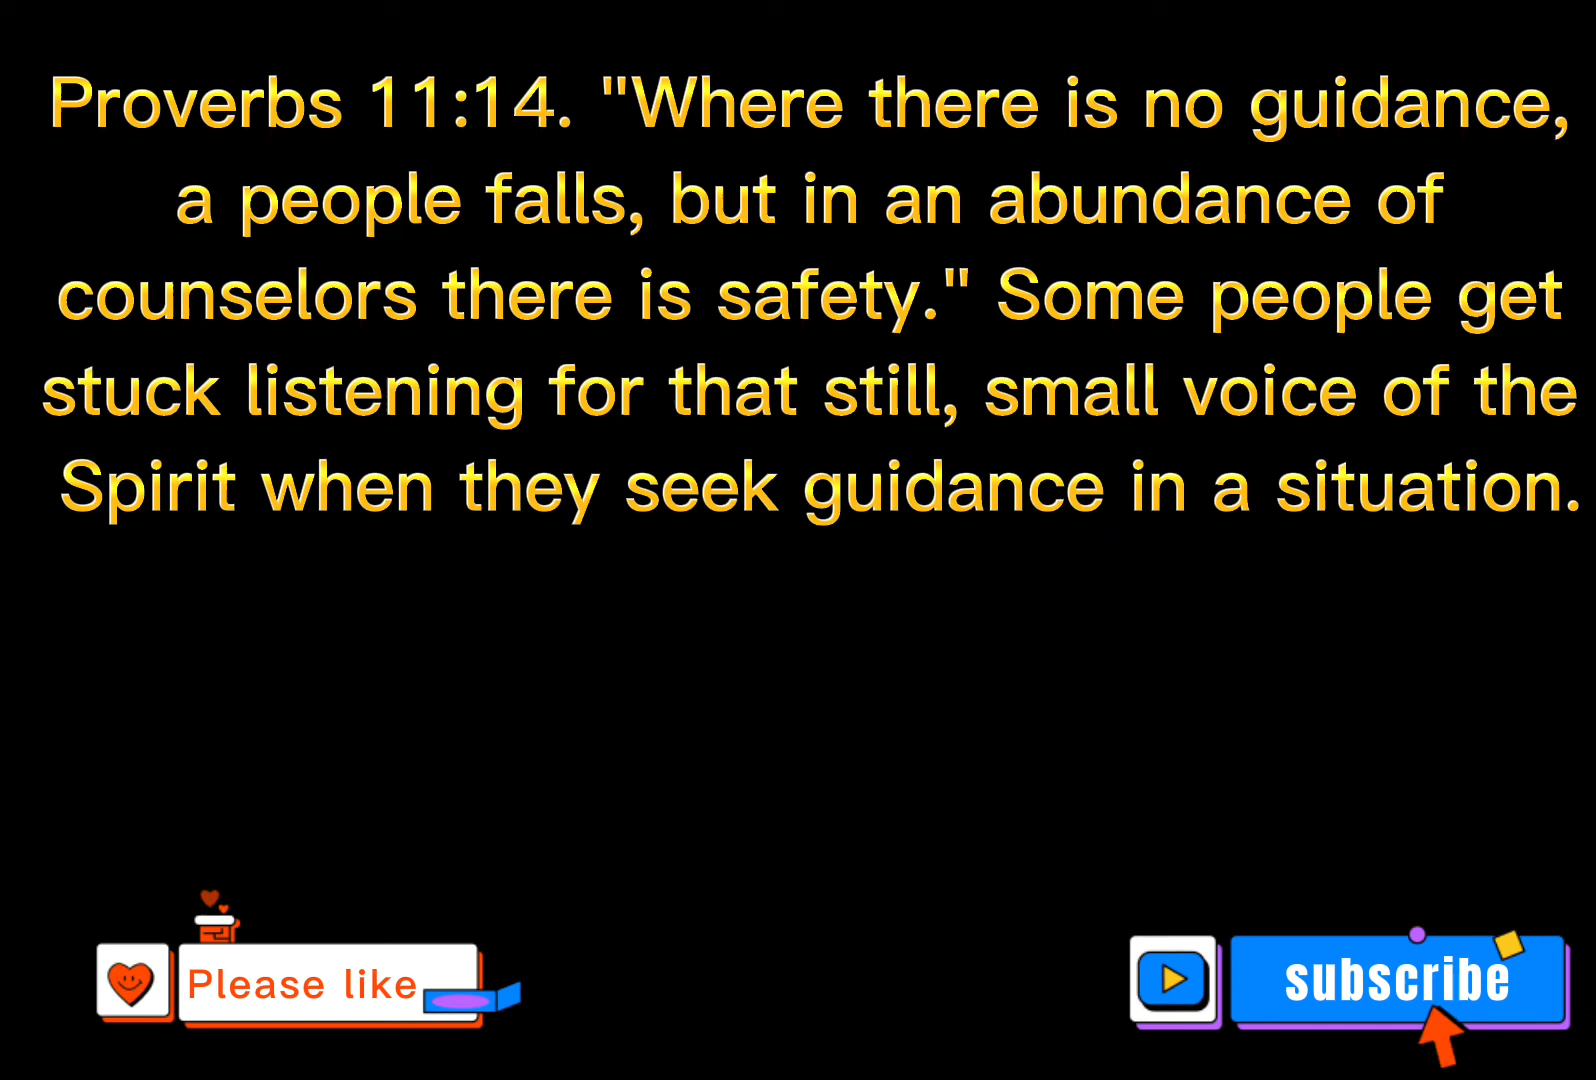 Proverbs 11:14. "Where there is no guidance,
a people falls, but in an abundance of
counselors there is safety." Some people get
stuck listening for that still, small voice of the
Spirit when they seek guidance in a situation.
Please like
subscribe